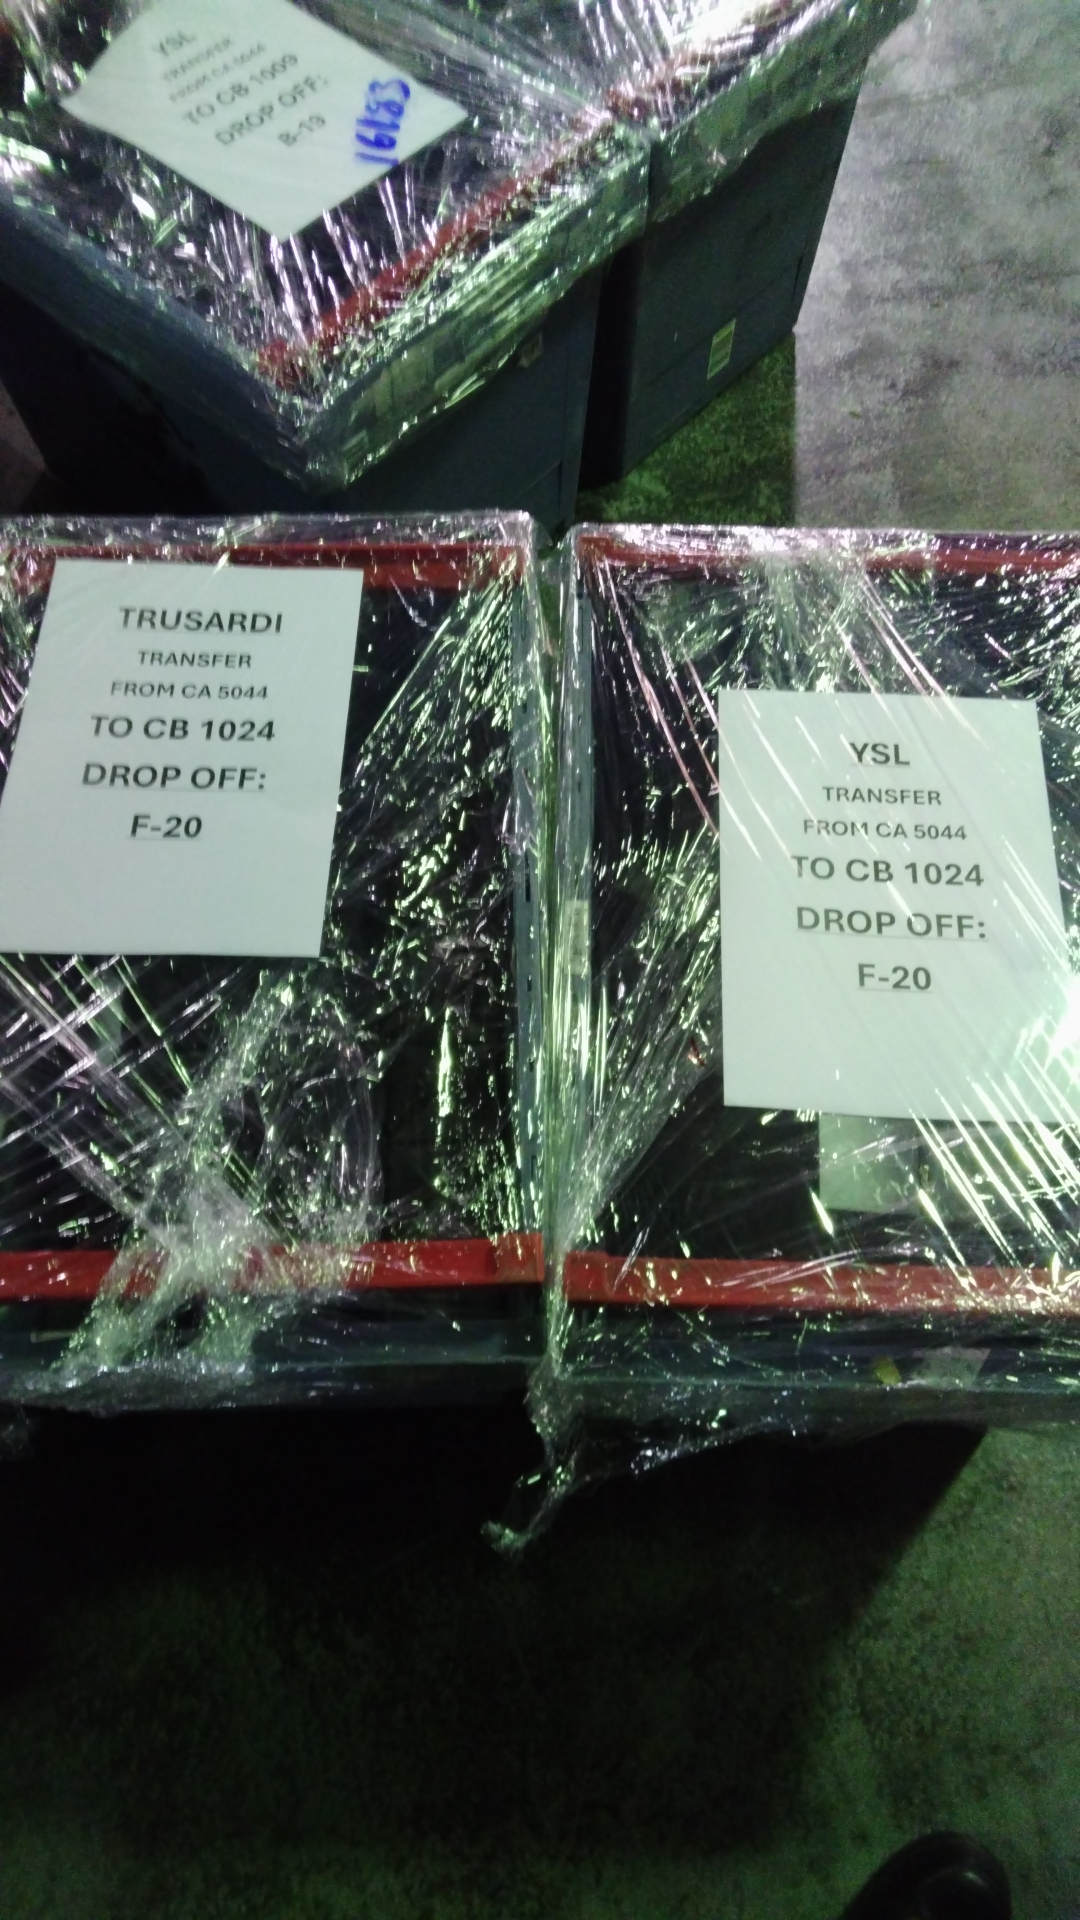 YSL
TRANSFER
FROM CA 5044
TO CB 1009
DROP OFF:
B-19
16183
TRUSARDI
TRANSFER
FROM CA 5044
TO CB 1024
DROP OFF:
F-20
YSL
TRANSFER
FROM CA 5044
TO CB 1024
DROP OFF:
F-20